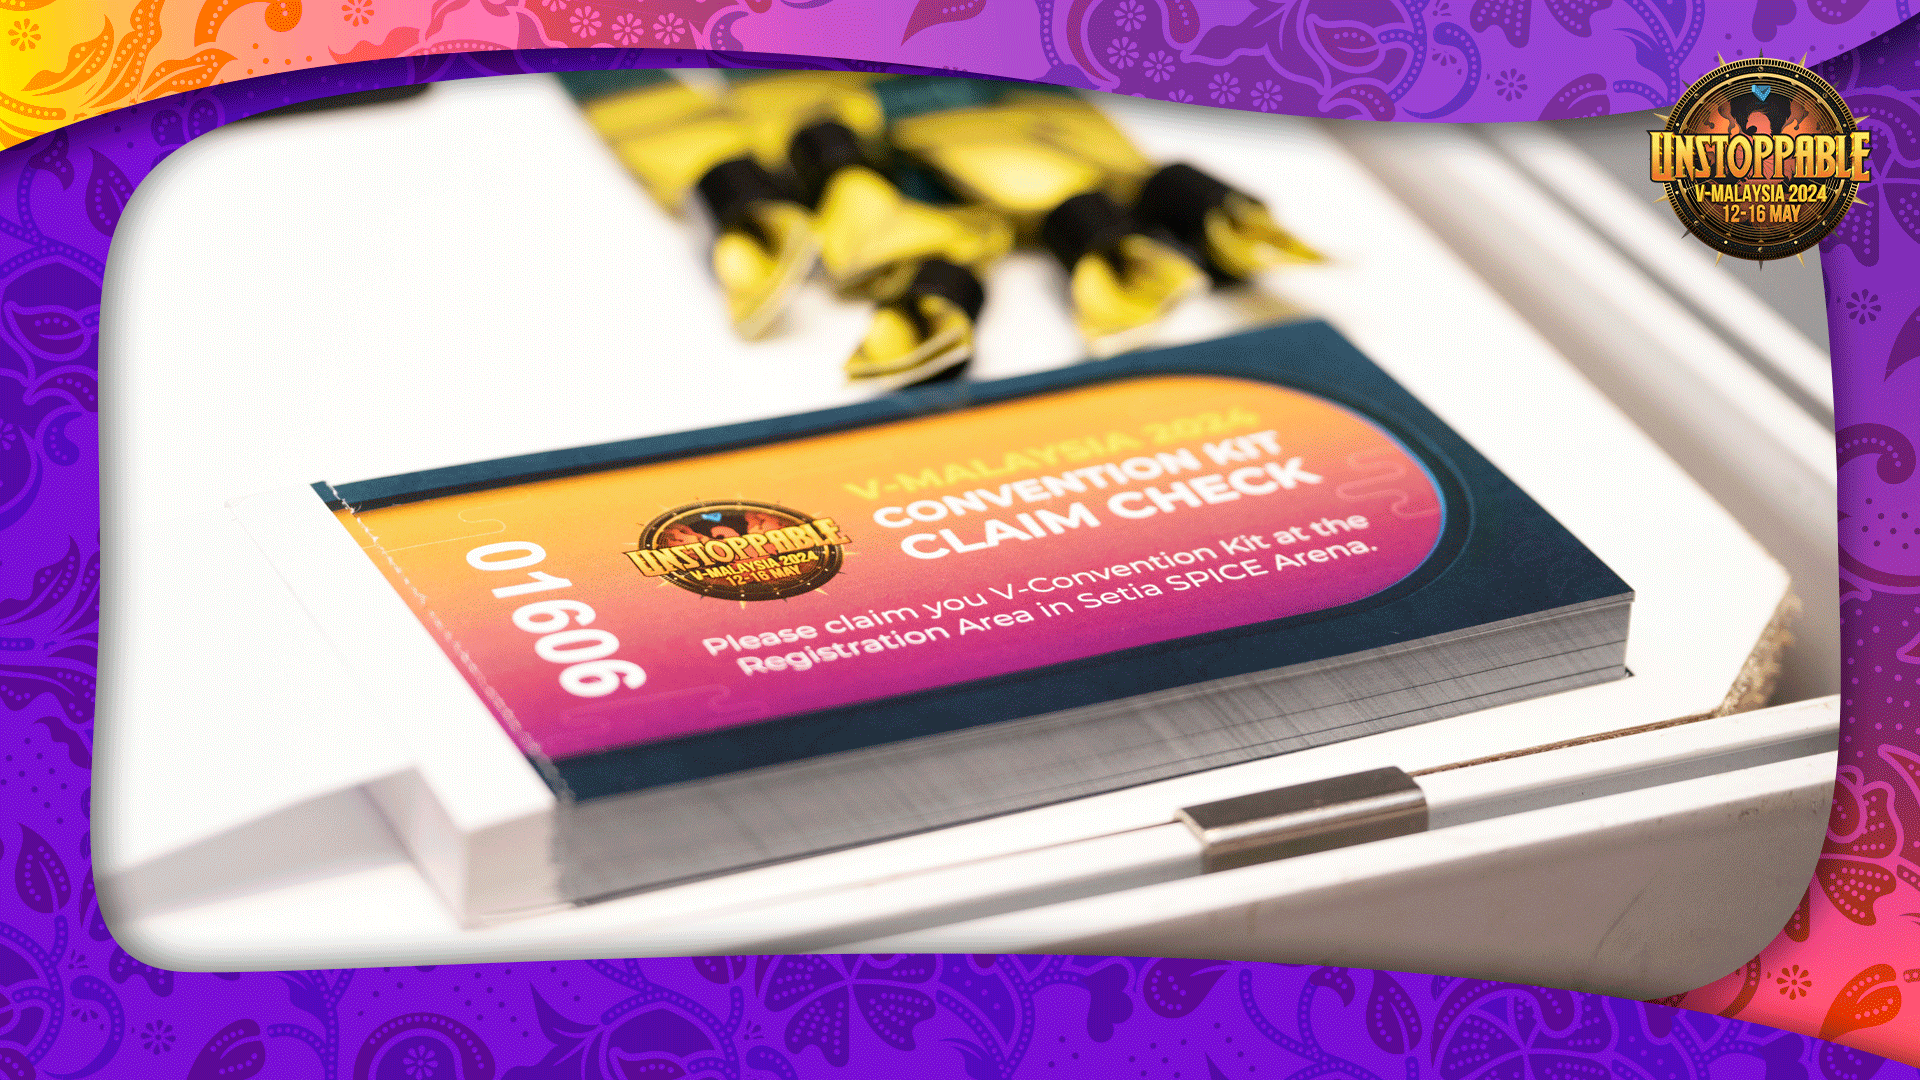 UNSTOPPABLE
V-MALAYSIA 2024
12-16 MAY
V-MALAYSIA 2024
CONVENTION KIT
CLAIM CHECK
Please claim you V-Convention Kit at the
Registration Area in Setia SPICE Arena.
UNSTOPPABLE
V-MALAYSIA 2024
12-16 MAY
01606